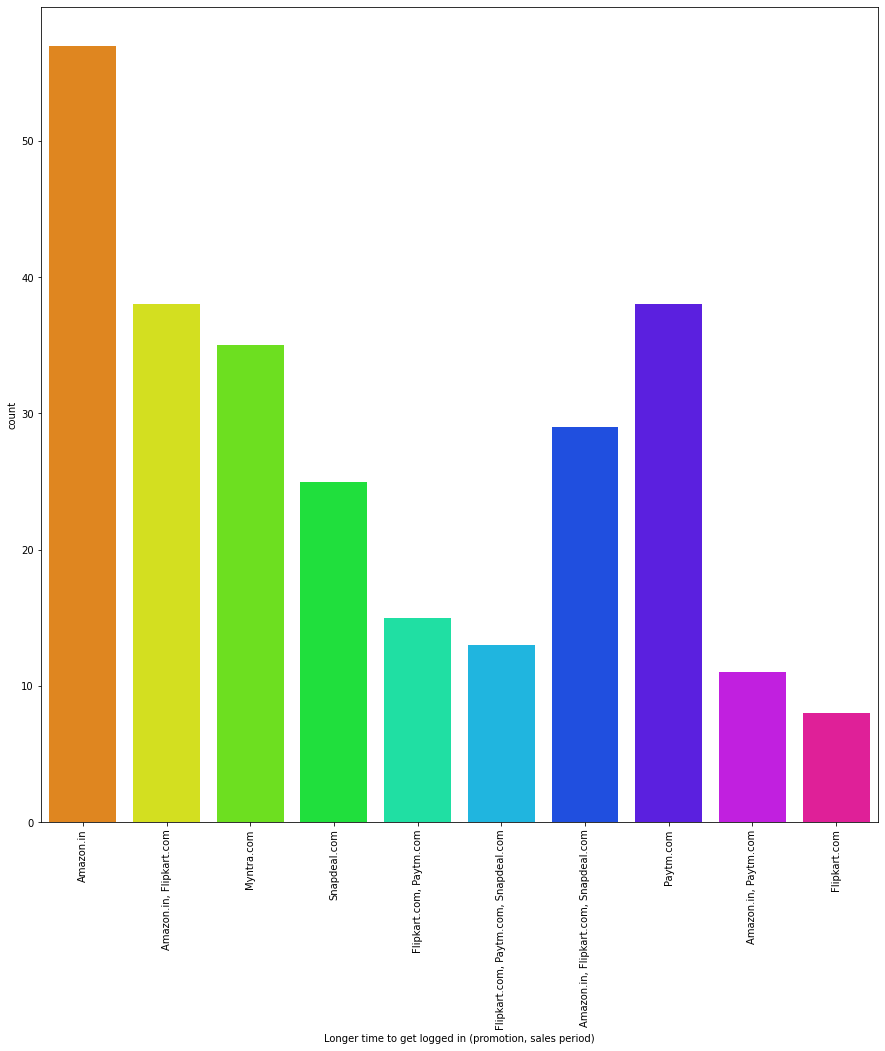 50
40
30
20
10
0
count
Amazon.in
Amazon.in, Flipkart.com
Myntra.com
Snapdeal.com
Flipkart.com, Paytm.com
Flipkart.com, Paytm.com, Snapdeal.com
Amazon.in, Flipkart.com, Snapdeal.com
Paytm.com
Amazon.in, Paytm.com
Flipkart.com
Longer time to get logged in (promotion, sales period)